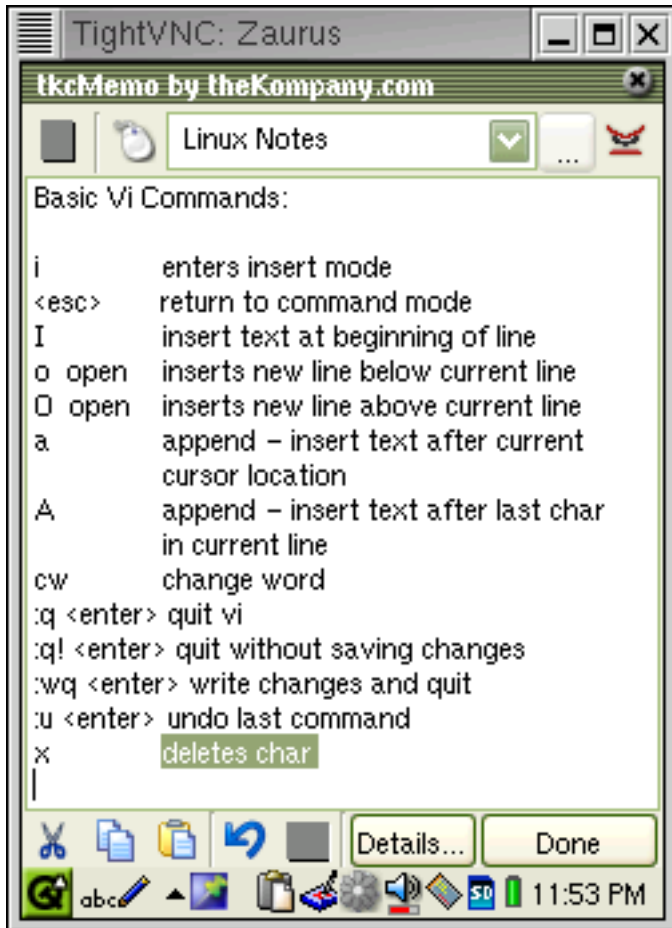 TightVNC: Zaurus
tkcMemo by theKompany.com
Linux Notes
...
Basic Vi Commands:
i enters insert mode
<esc> return to command mode
I insert text at beginning of line
o open inserts new line below current line
O open inserts new line above current line
a append – insert text after current
cursor location
A append – insert text after last char
in current line
cw change word
:q <enter> quit vi
:q! <enter> quit without saving changes
:wq <enter> write changes and quit
:u <enter> undo last command
x deletes char
Details... Done
abc SD 11:53 PM